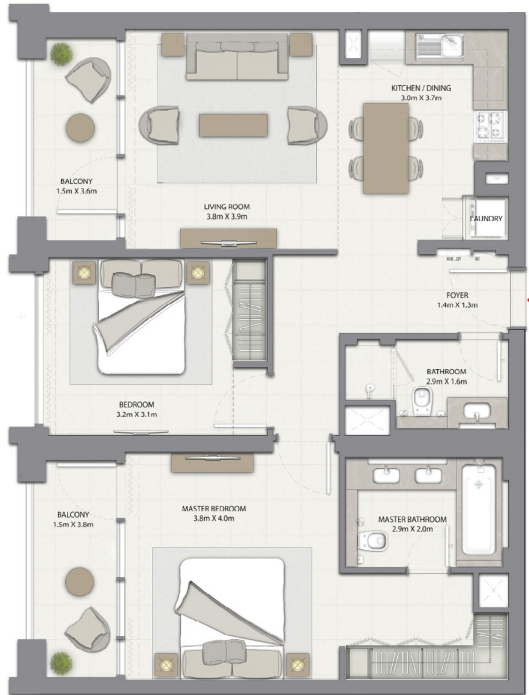 KITCHEN / DINING
3.0m X 3.7m
BALCONY
1.5m X 3.6m
LIVING ROOM
3.8m X 3.9m
LAUNDRY
FOYER
1.4m X 1.3m
BATHROOM
2.9m X 1.6m
BEDROOM
3.2m X 3.1m
BALCONY
1.5m X 3.8m
MASTER BEDROOM
3.8m X 4.0m
MASTER BATHROOM
2.9m X 2.0m